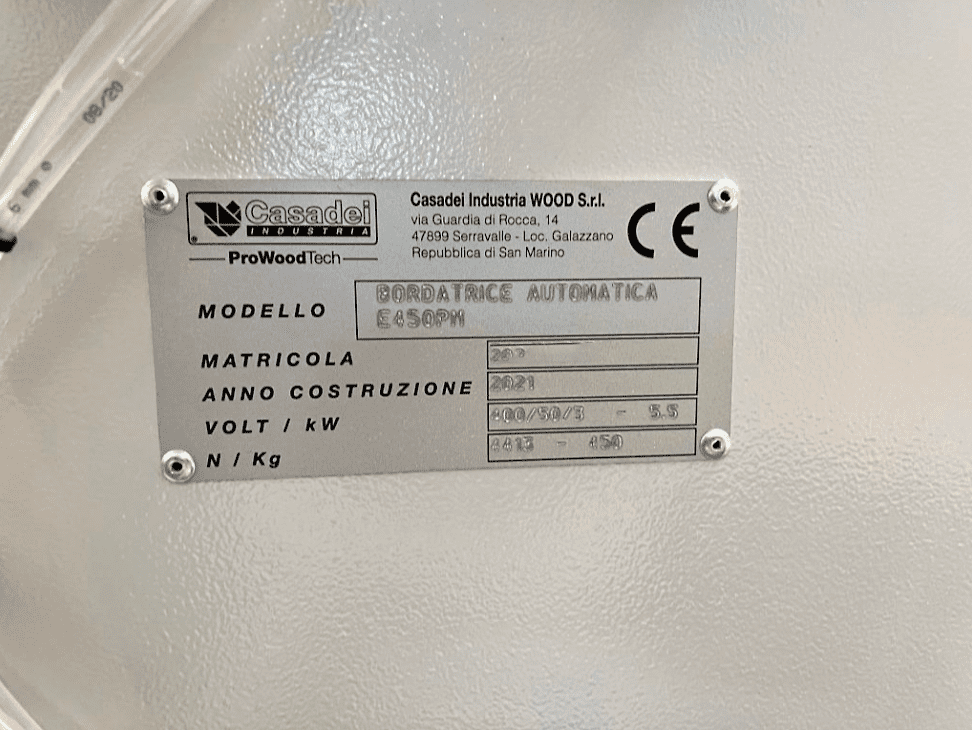 08/20
Casadei
INDUSTRIA
ProWoodTech
Casadei Industria WOOD S.r.l.
via Guardia di Rocca, 14
47899 Serravalle - Loc. Galazzano
Repubblica di San Marino
CE
MODELLO
BORDATRICE AUTOMATICA
E450PM
MATRICOLA
ANNO COSTRUZIONE 2021
VOLT / kW 400/50/3 - 5.5
N / Kg 4413 - 450